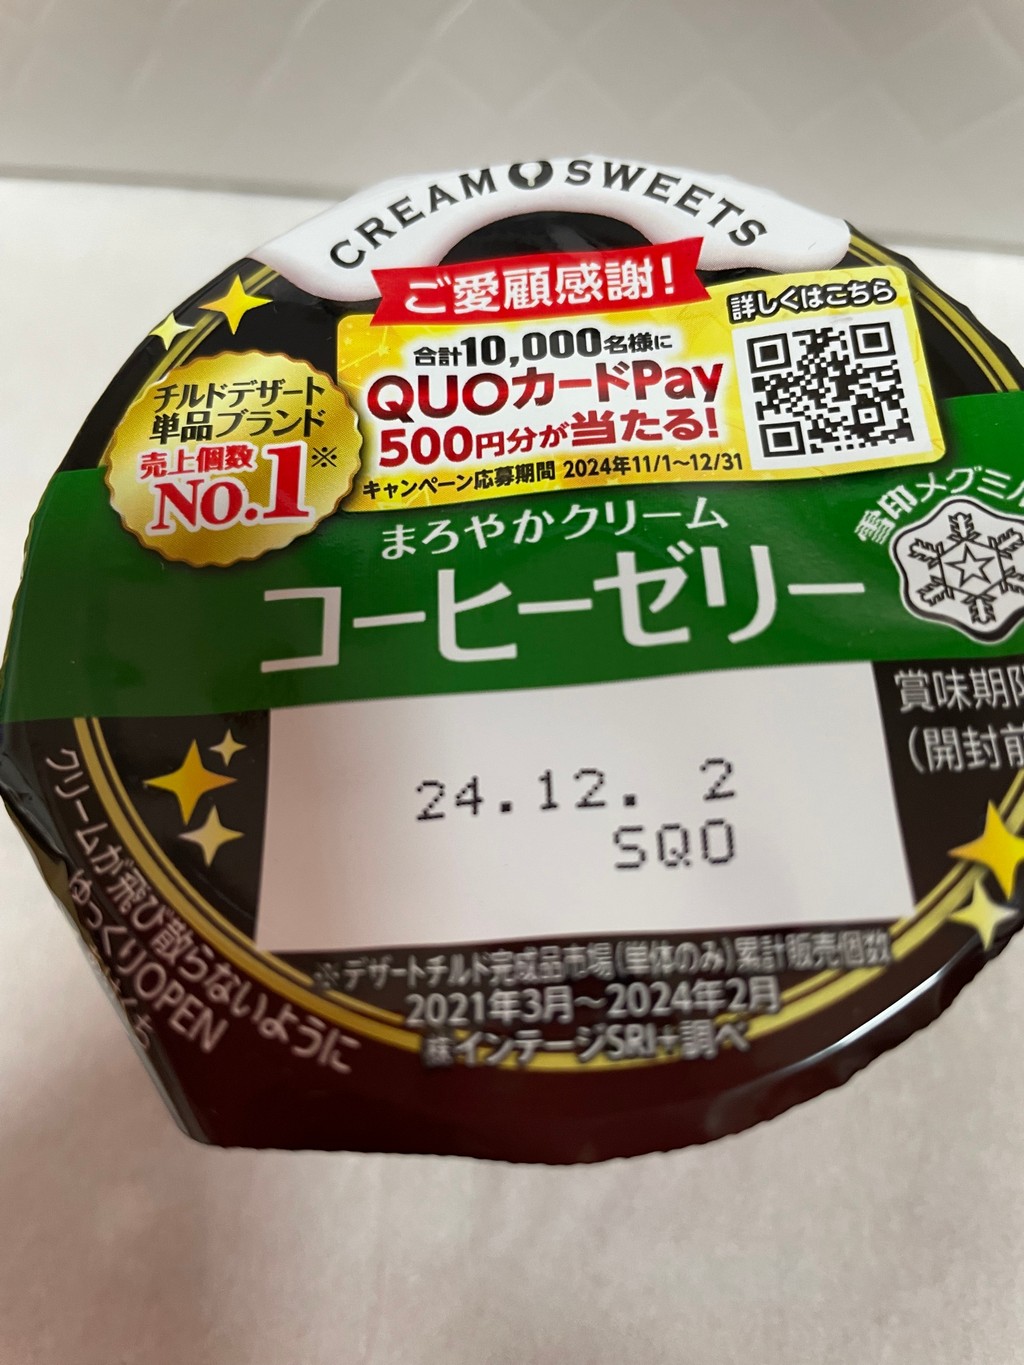 CREAM SWEETS
ご愛顧感謝!
詳しくはこちら
合計10,000名様に
QUOカードPay
500円分が当たる!
キャンペーン応募期間 2024年11/1~12/31
チルドデザート
単品ブランド
売上個数
No.1※
まろやかクリーム
コーヒーゼリー
雪印メグミル
賞味期限
(開封前
24.12. 2
SQO
クリームが飛び散らないように
ゆっくりOPEN
※デザートチルド完成品市場(単体のみ)累計販売個数
2021年3月~2024年2月
㈱インテージSRI+調べ